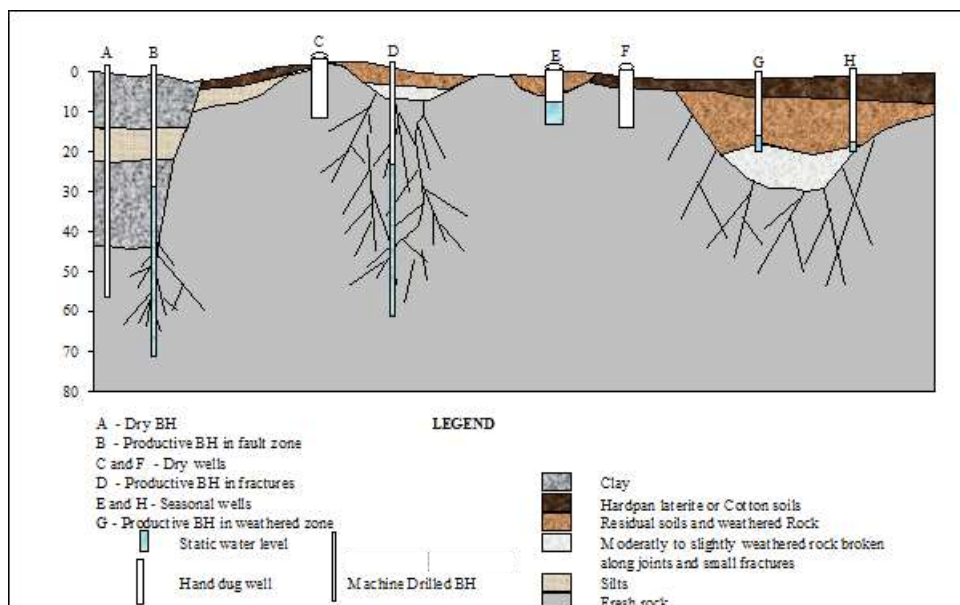 A B C D E F G H
0
10
20
30
40
50
60
70
80
A - Dry BH
B - Productive BH in fault zone
C and F - Dry wells
D - Productive BH in fractures
E and H - Seasonal wells
G - Productive BH in weathered zone
Static water level
Hand dug well
Machine Drilled BH
LEGEND
Clay
Hardpan laterite or Cotton soils
Residual soils and weathered Rock
Moderatly to slightly weathered rock broken
along joints and small fractures
Silts
Fresh rock